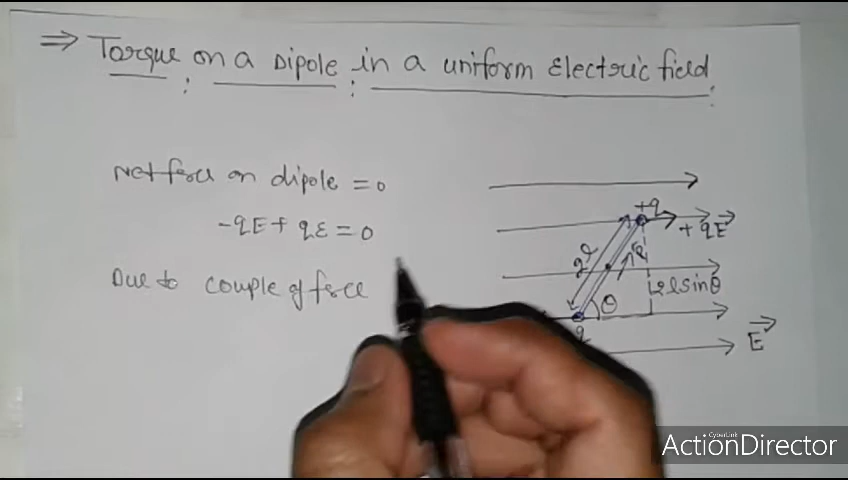 ⇒ Torque on a Dipole in a uniform Electric field
Net force on dipole = 0
-qE + qE = 0
Due to couple of force
+q
+qE
2l
2l sinθ
θ
E
CyberLink
ActionDirector